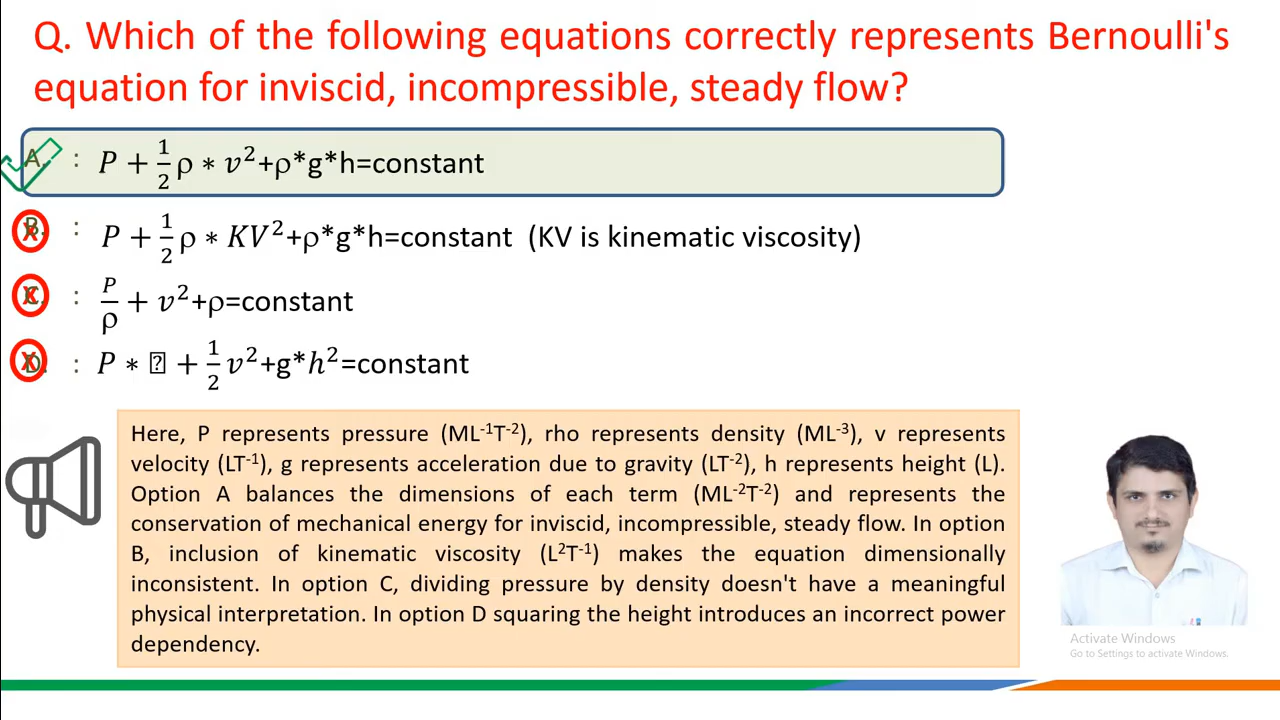 Q. Which of the following equations correctly represents Bernoulli's
equation for inviscid, incompressible, steady flow?
A. : P + 1/2 ρ * v²+ρ*g*h=constant
B. : P + 1/2 ρ * KV²+ρ*g*h=constant (KV is kinematic viscosity)
C. : P/ρ + v²+ρ=constant
D. : P * ⍰ + 1/2 v²+g*h²=constant
Here, P represents pressure (ML⁻¹T⁻²), rho represents density (ML⁻³), v represents
velocity (LT⁻¹), g represents acceleration due to gravity (LT⁻²), h represents height (L).
Option A balances the dimensions of each term (ML⁻²T⁻²) and represents the
conservation of mechanical energy for inviscid, incompressible, steady flow. In option
B, inclusion of kinematic viscosity (L²T⁻¹) makes the equation dimensionally
inconsistent. In option C, dividing pressure by density doesn't have a meaningful
physical interpretation. In option D squaring the height introduces an incorrect power
dependency.
Activate Windows
Go to Settings to activate Windows.